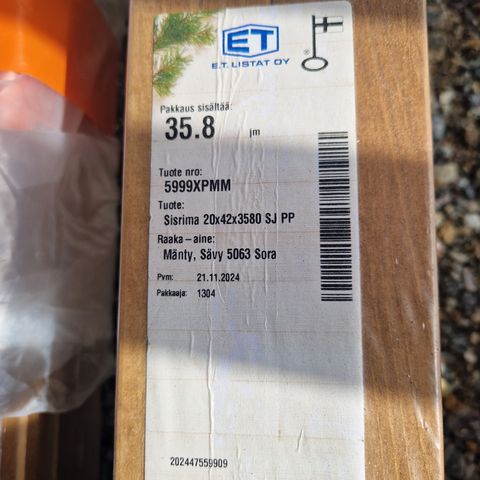 ET
E.T. LISTAT OY
®
Pakkaus sisältää:
35.8 jm
Tuote nro:
5999XPMM
Tuote:
Sisrima 20x42x3580 SJ PP
Raaka-aine:
Mänty, Sävy 5063 Sora
Pvm: 21.11.2024
Pakkaaja: 1304
202447559909